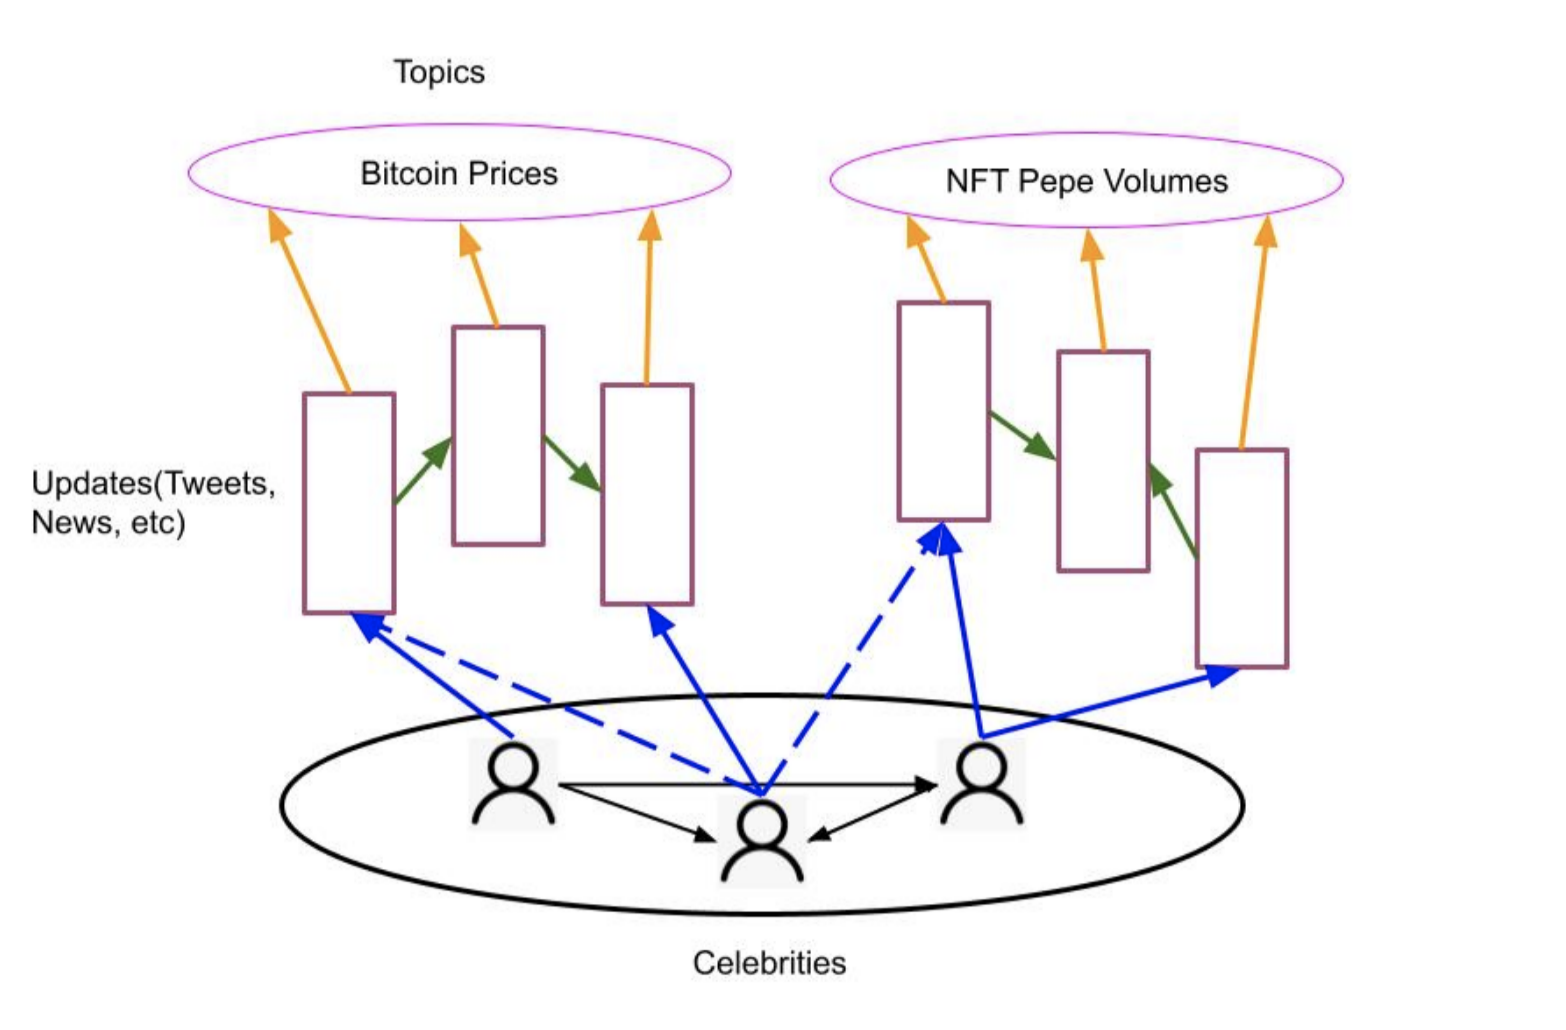 Topics
Bitcoin Prices
NFT Pepe Volumes
Updates(Tweets,
News, etc)
Celebrities